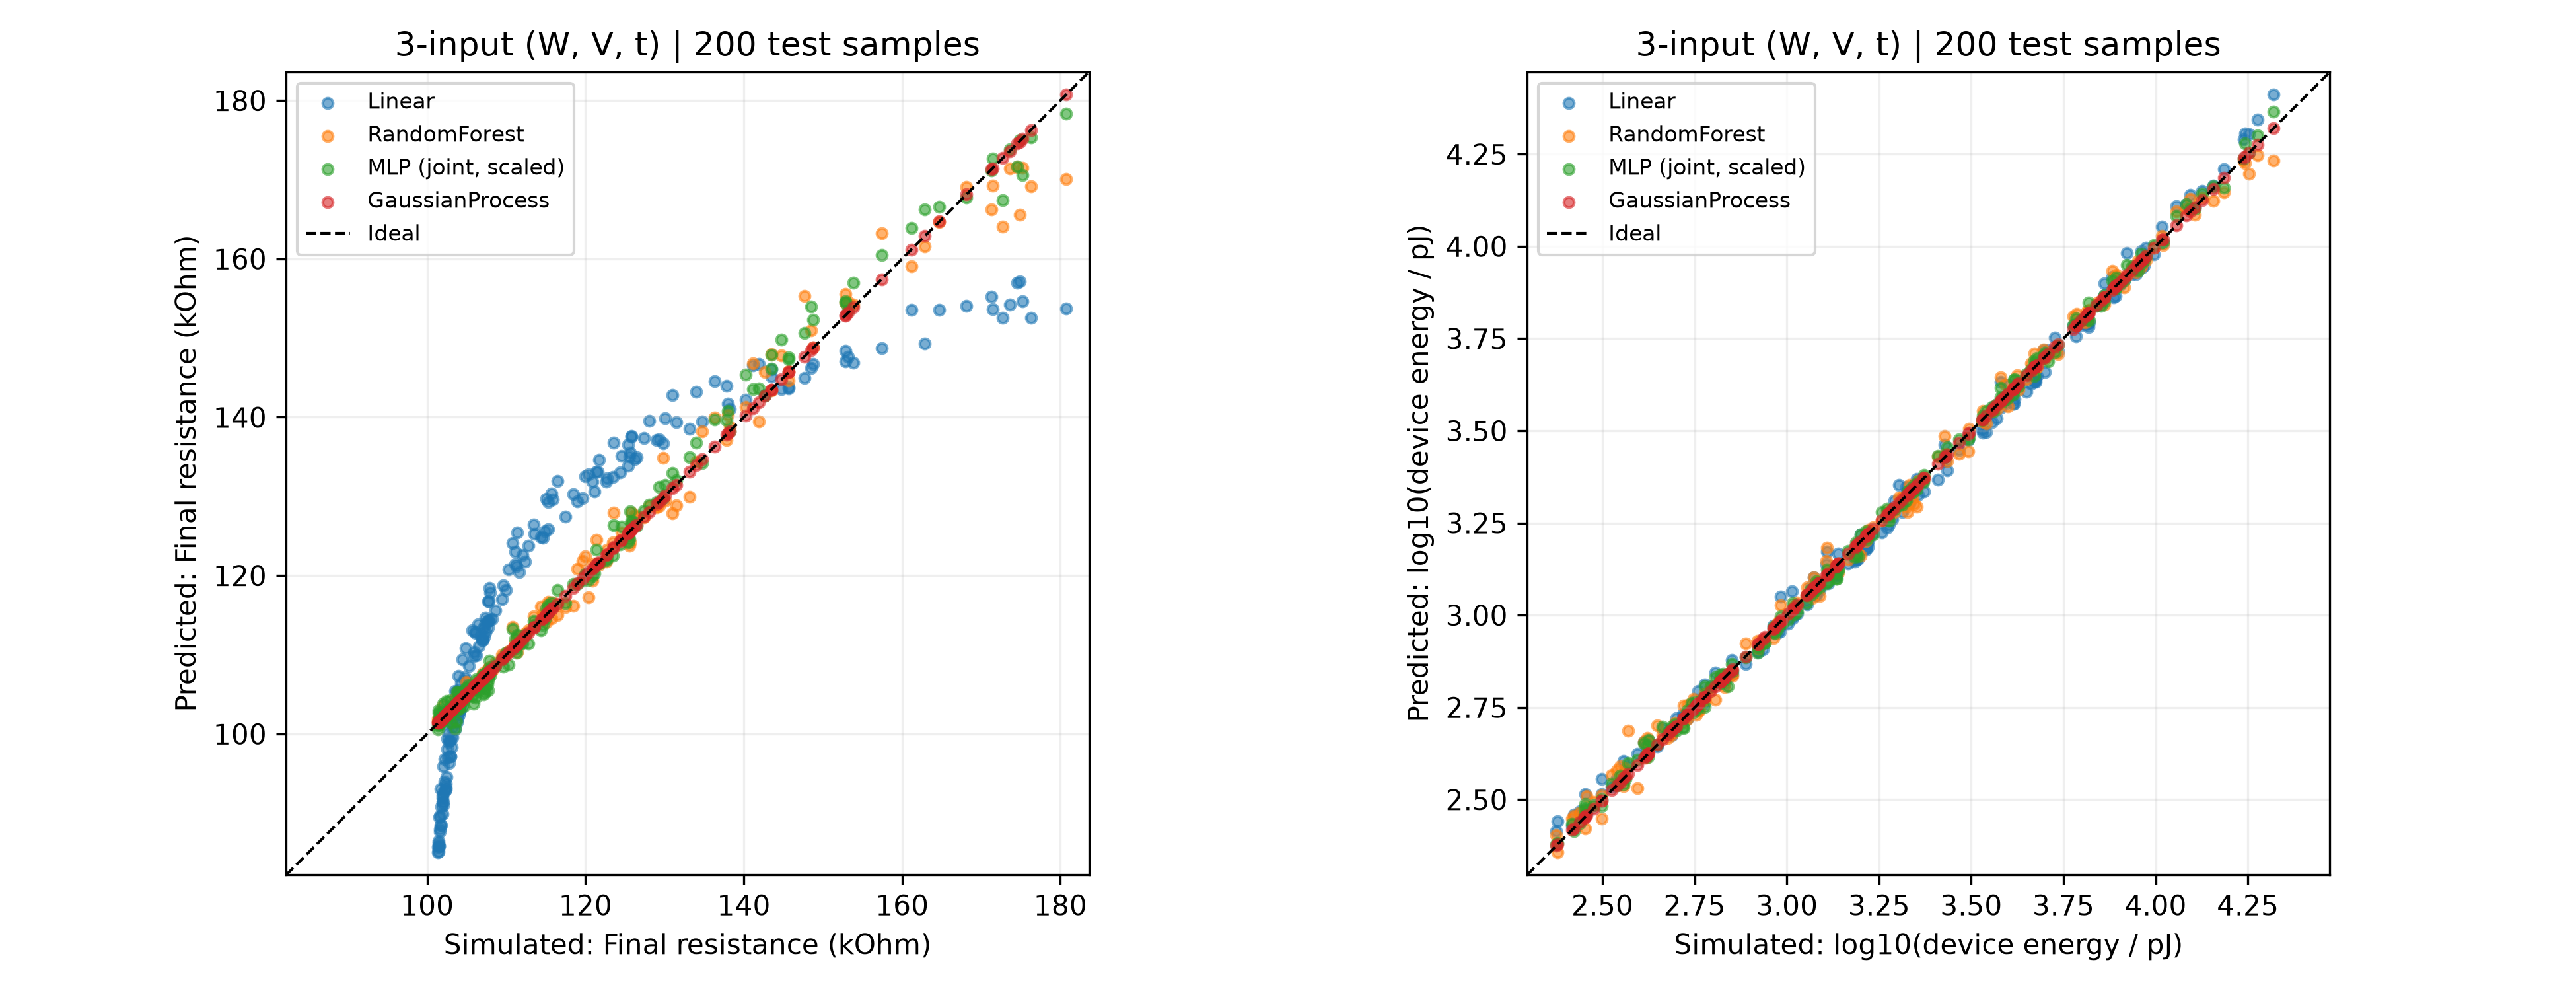 3-input (W, V, t) | 200 test samples
Linear
RandomForest
MLP (joint, scaled)
GaussianProcess
Ideal
180
160
140
120
100
Predicted: Final resistance (kOhm)
100 120 140 160 180
Simulated: Final resistance (kOhm)
3-input (W, V, t) | 200 test samples
Linear
RandomForest
MLP (joint, scaled)
GaussianProcess
Ideal
4.25
4.00
3.75
3.50
3.25
3.00
2.75
2.50
Predicted: log10(device energy / pJ)
2.50 2.75 3.00 3.25 3.50 3.75 4.00 4.25
Simulated: log10(device energy / pJ)